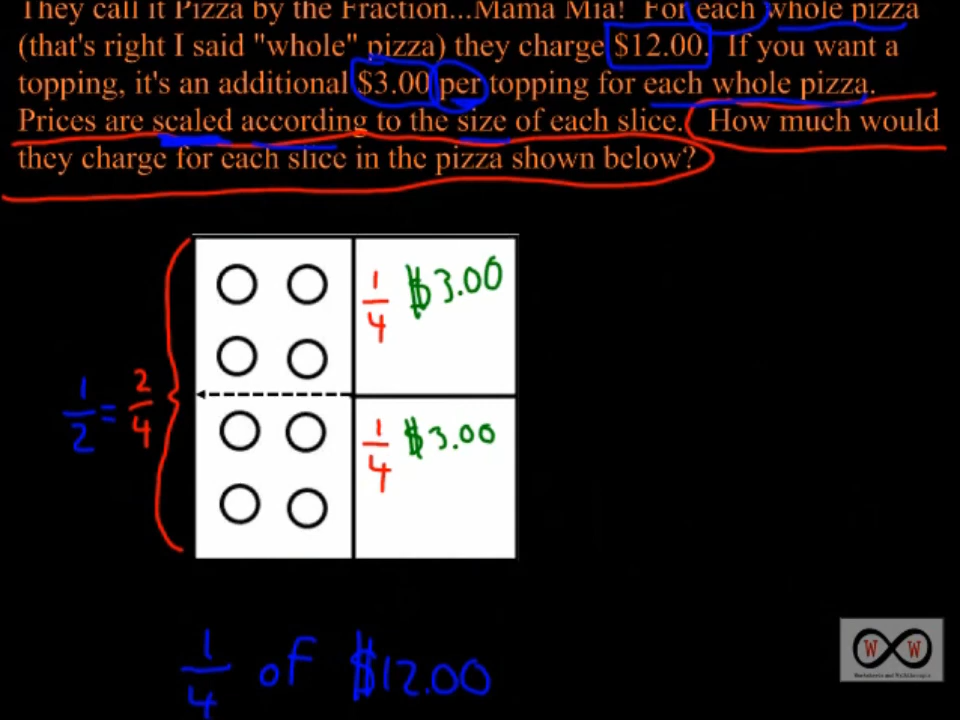 They call it Pizza by the Fraction...Mama Mia! For each whole pizza
(that's right I said "whole" pizza) they charge $12.00. If you want a
topping, it's an additional $3.00 per topping for each whole pizza.
Prices are scaled according to the size of each slice. How much would
they charge for each slice in the pizza shown below?
1/4 $3.00
1/2 = 2/4
1/4 $3.00
1/4 of $12.00
W W